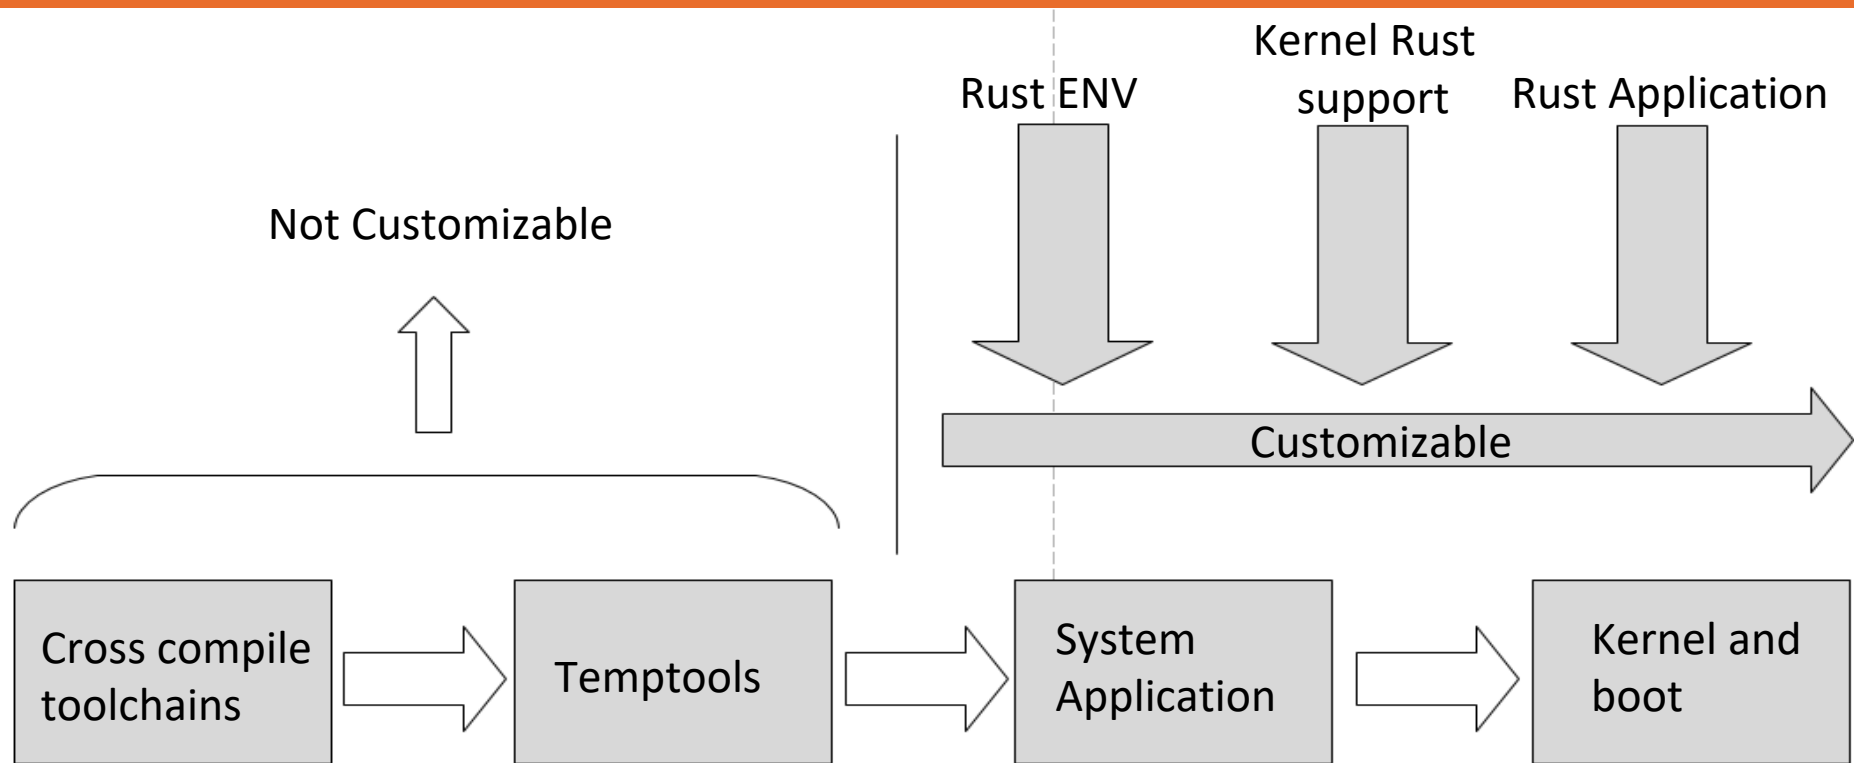 Kernel Rust
support
Rust ENV
Rust Application
Not Customizable
Customizable
Cross compile
toolchains
Temptools
System
Application
Kernel and
boot